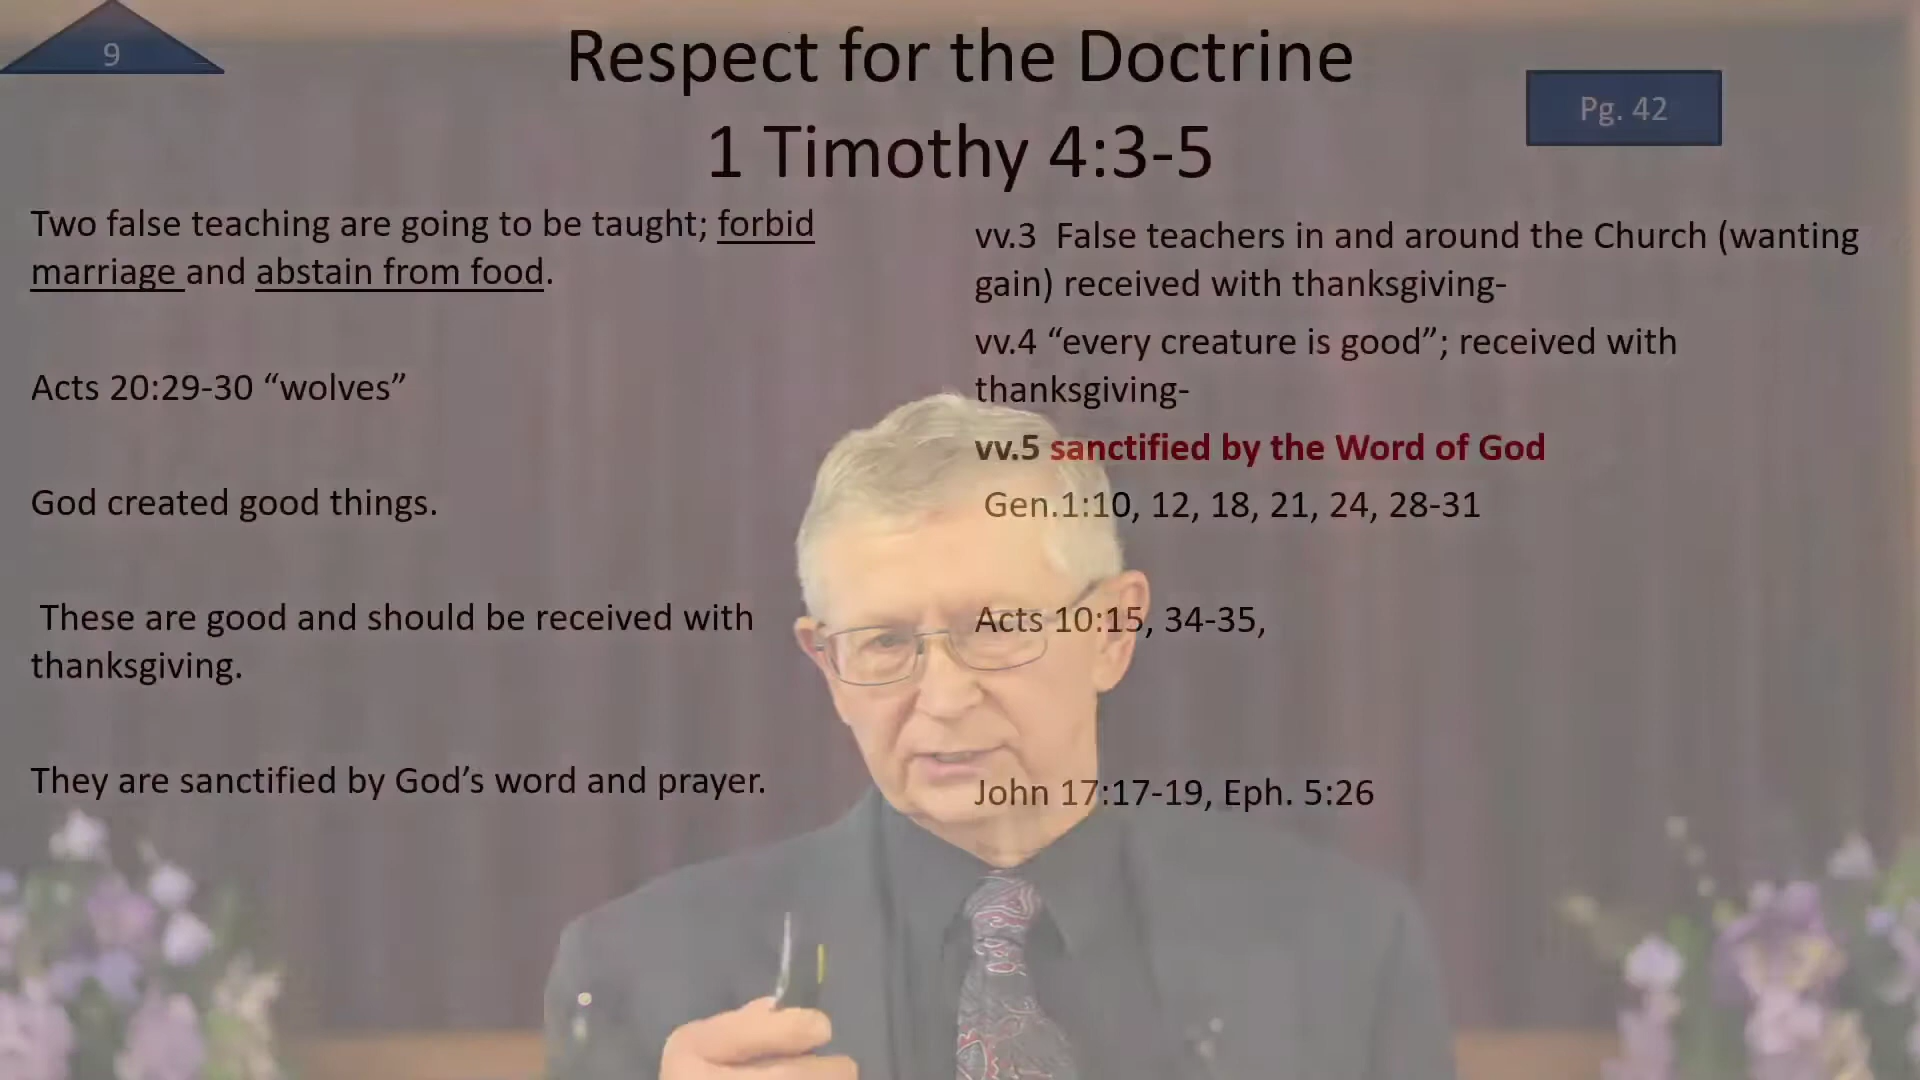 9
Respect for the Doctrine
1 Timothy 4:3-5
Pg. 42
Two false teaching are going to be taught; forbid
marriage and abstain from food.
Acts 20:29-30 “wolves”
God created good things.
These are good and should be received with
thanksgiving.
They are sanctified by God’s word and prayer.
vv.3 False teachers in and around the Church (wanting
gain) received with thanksgiving-
vv.4 “every creature is good”; received with
thanksgiving-
vv.5 sanctified by the Word of God
Gen.1:10, 12, 18, 21, 24, 28-31
Acts 10:15, 34-35,
John 17:17-19, Eph. 5:26